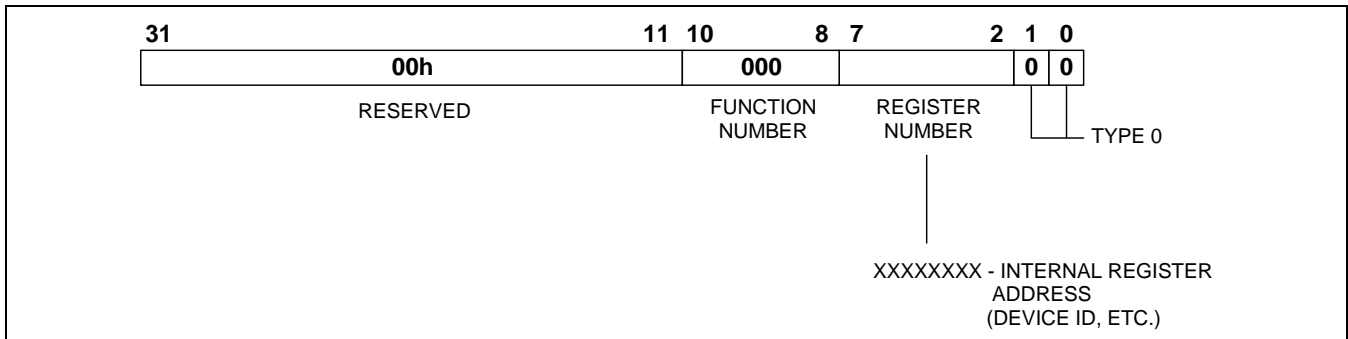 31 11 10 8 7 2 1 0
00h 000 0 0
RESERVED FUNCTION REGISTER
NUMBER NUMBER
TYPE 0
XXXXXXXX - INTERNAL REGISTER
ADDRESS
(DEVICE ID, ETC.)